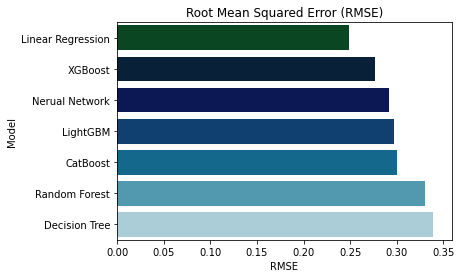 Root Mean Squared Error (RMSE)
Model
Linear Regression
XGBoost
Nerual Network
LightGBM
CatBoost
Random Forest
Decision Tree
0.00 0.05 0.10 0.15 0.20 0.25 0.30 0.35
RMSE